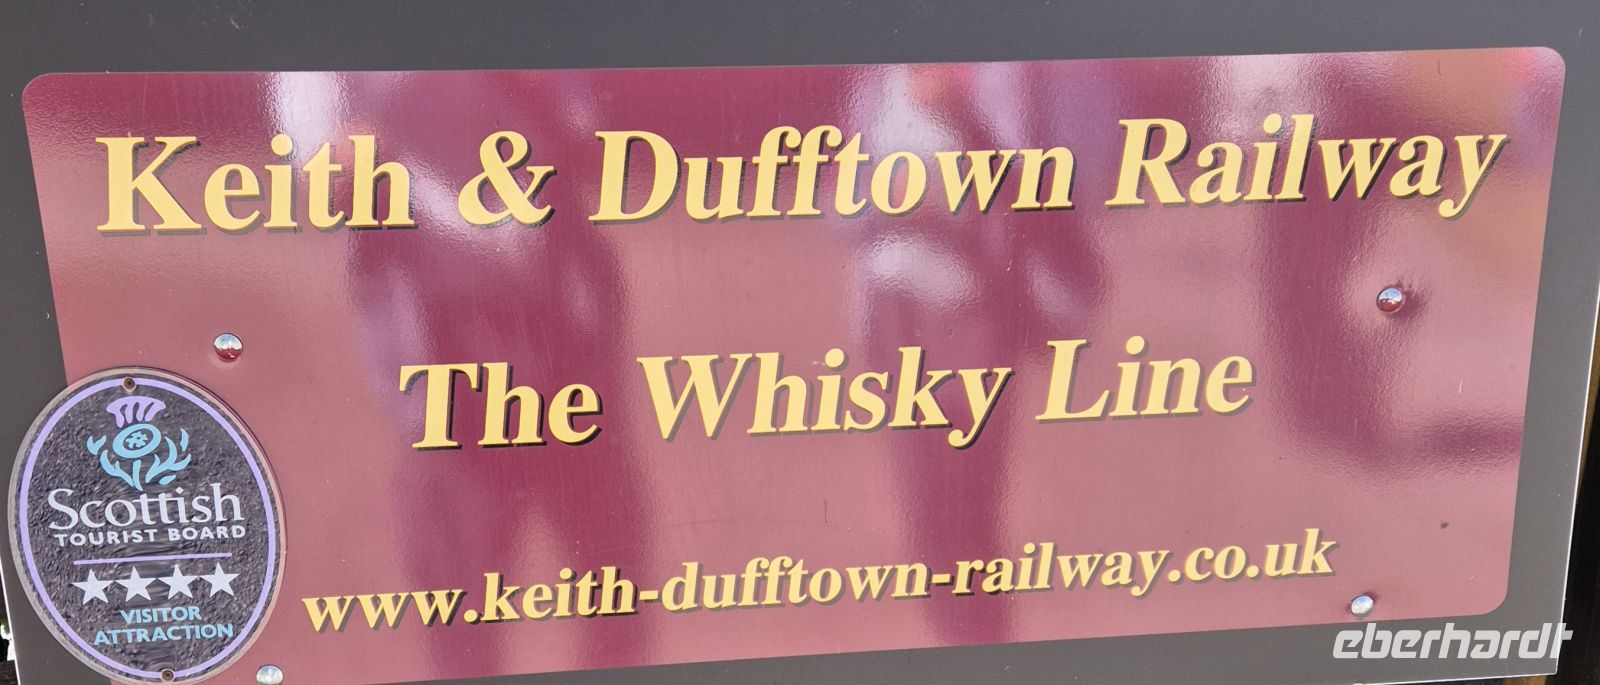 Keith & Dufftown Railway
The Whisky Line
www.keith-dufftown-railway.co.uk
Scottish
TOURIST BOARD
★★★★
VISITOR
ATTRACTION
eberhardt